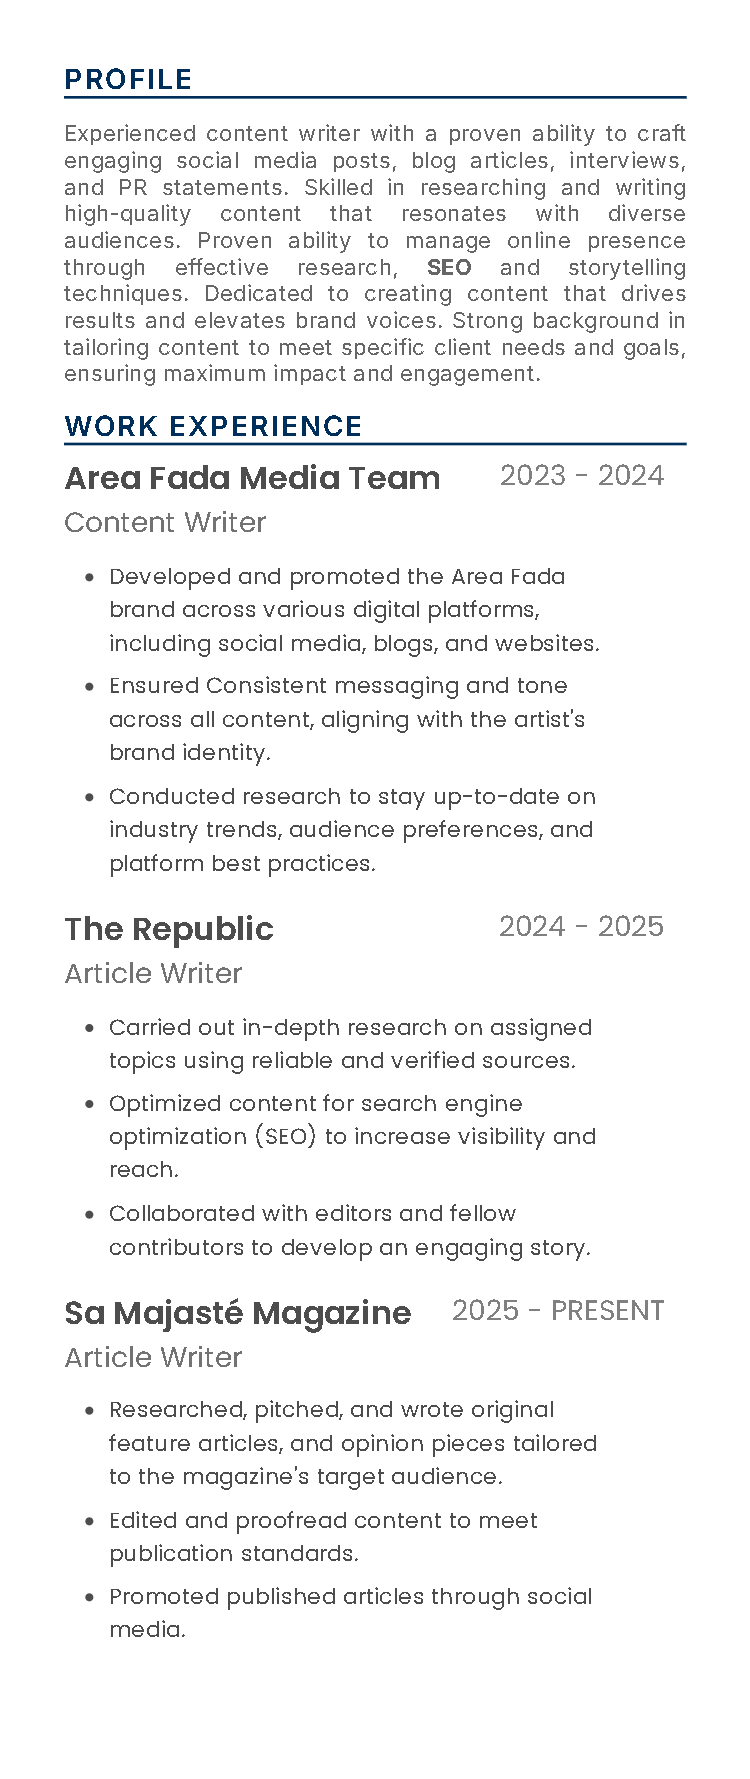 PROFILE
Experienced content writer with a proven ability to craft
engaging social media posts, blog articles, interviews,
and PR statements. Skilled in researching and writing
high-quality content that resonates with diverse
audiences. Proven ability to manage online presence
through effective research, SEO and storytelling
techniques. Dedicated to creating content that drives
results and elevates brand voices. Strong background in
tailoring content to meet specific client needs and goals,
ensuring maximum impact and engagement.
WORK EXPERIENCE
Area Fada Media Team 2023 - 2024
Content Writer
• Developed and promoted the Area Fada
brand across various digital platforms,
including social media, blogs, and websites.
• Ensured Consistent messaging and tone
across all content, aligning with the artist's
brand identity.
• Conducted research to stay up-to-date on
industry trends, audience preferences, and
platform best practices.
The Republic 2024 - 2025
Article Writer
• Carried out in-depth research on assigned
topics using reliable and verified sources.
• Optimized content for search engine
optimization (SEO) to increase visibility and
reach.
• Collaborated with editors and fellow
contributors to develop an engaging story.
Sa Majasté Magazine 2025 - PRESENT
Article Writer
• Researched, pitched, and wrote original
feature articles, and opinion pieces tailored
to the magazine's target audience.
• Edited and proofread content to meet
publication standards.
• Promoted published articles through social
media.